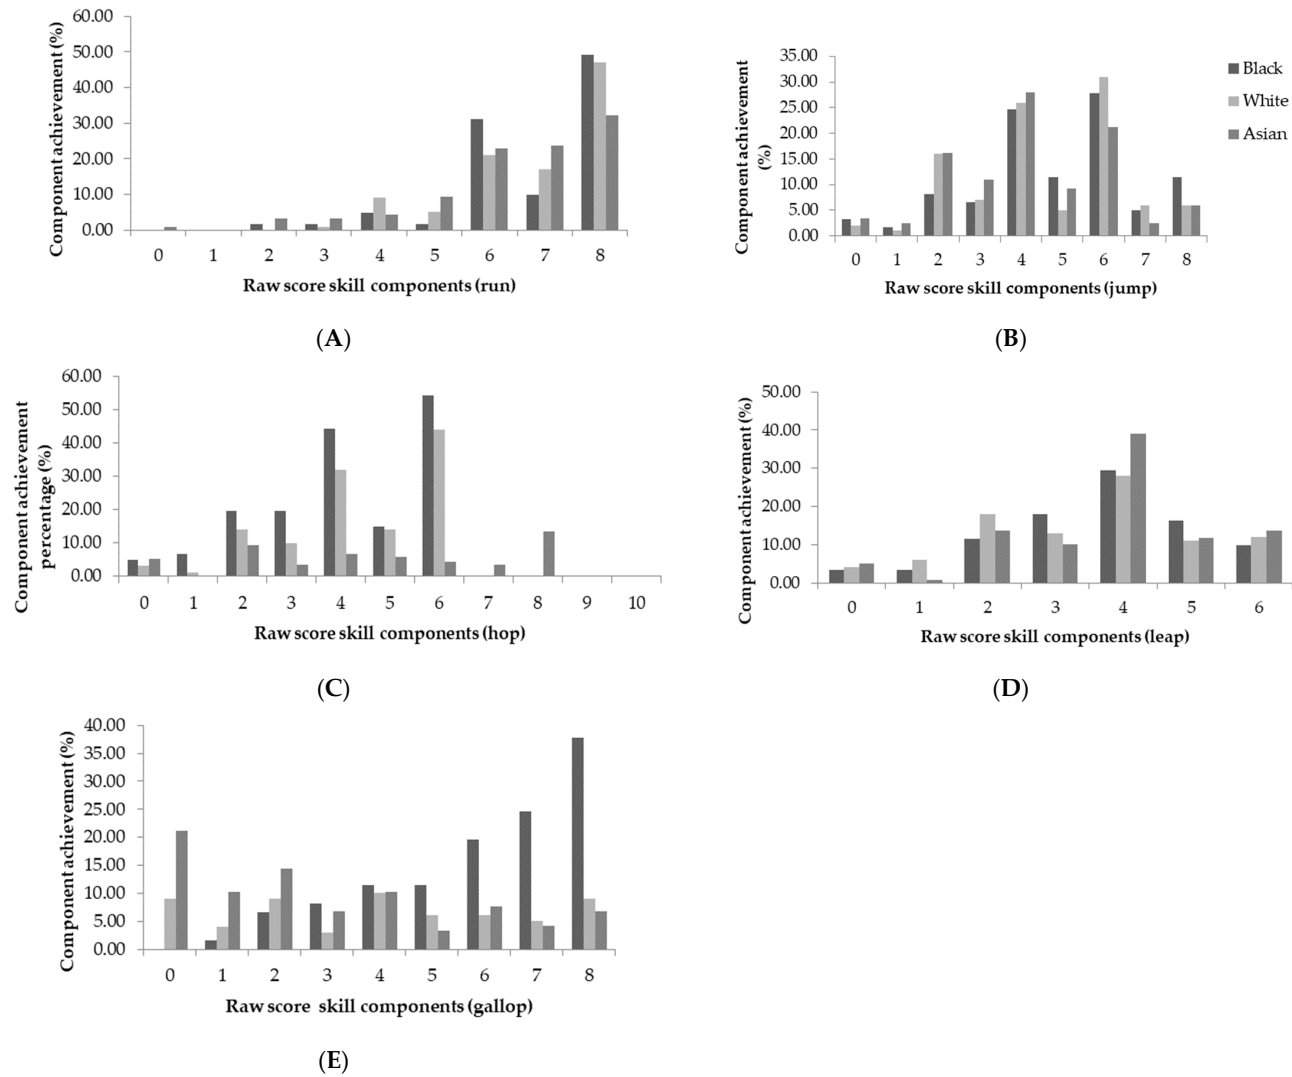 60.00
50.00
40.00
30.00
20.00
10.00
0.00
Component achievement (%)
0 1 2 3 4 5 6 7 8
Raw score skill components (run)
(A)
35.00
30.00
25.00
20.00
15.00
10.00
5.00
0.00
Component achievement
(%)
0 1 2 3 4 5 6 7 8
Raw score skill components (jump)
Black
White
Asian
(B)
60.00
50.00
40.00
30.00
20.00
10.00
0.00
Component achievement
percentage (%)
0 1 2 3 4 5 6 7 8 9 10
Raw score skill components (hop)
(C)
50.00
40.00
30.00
20.00
10.00
0.00
Component achievement (%)
0 1 2 3 4 5 6
Raw score skill components (leap)
(D)
40.00
35.00
30.00
25.00
20.00
15.00
10.00
5.00
0.00
Component achievement (%)
0 1 2 3 4 5 6 7 8
Raw score skill components (gallop)
(E)